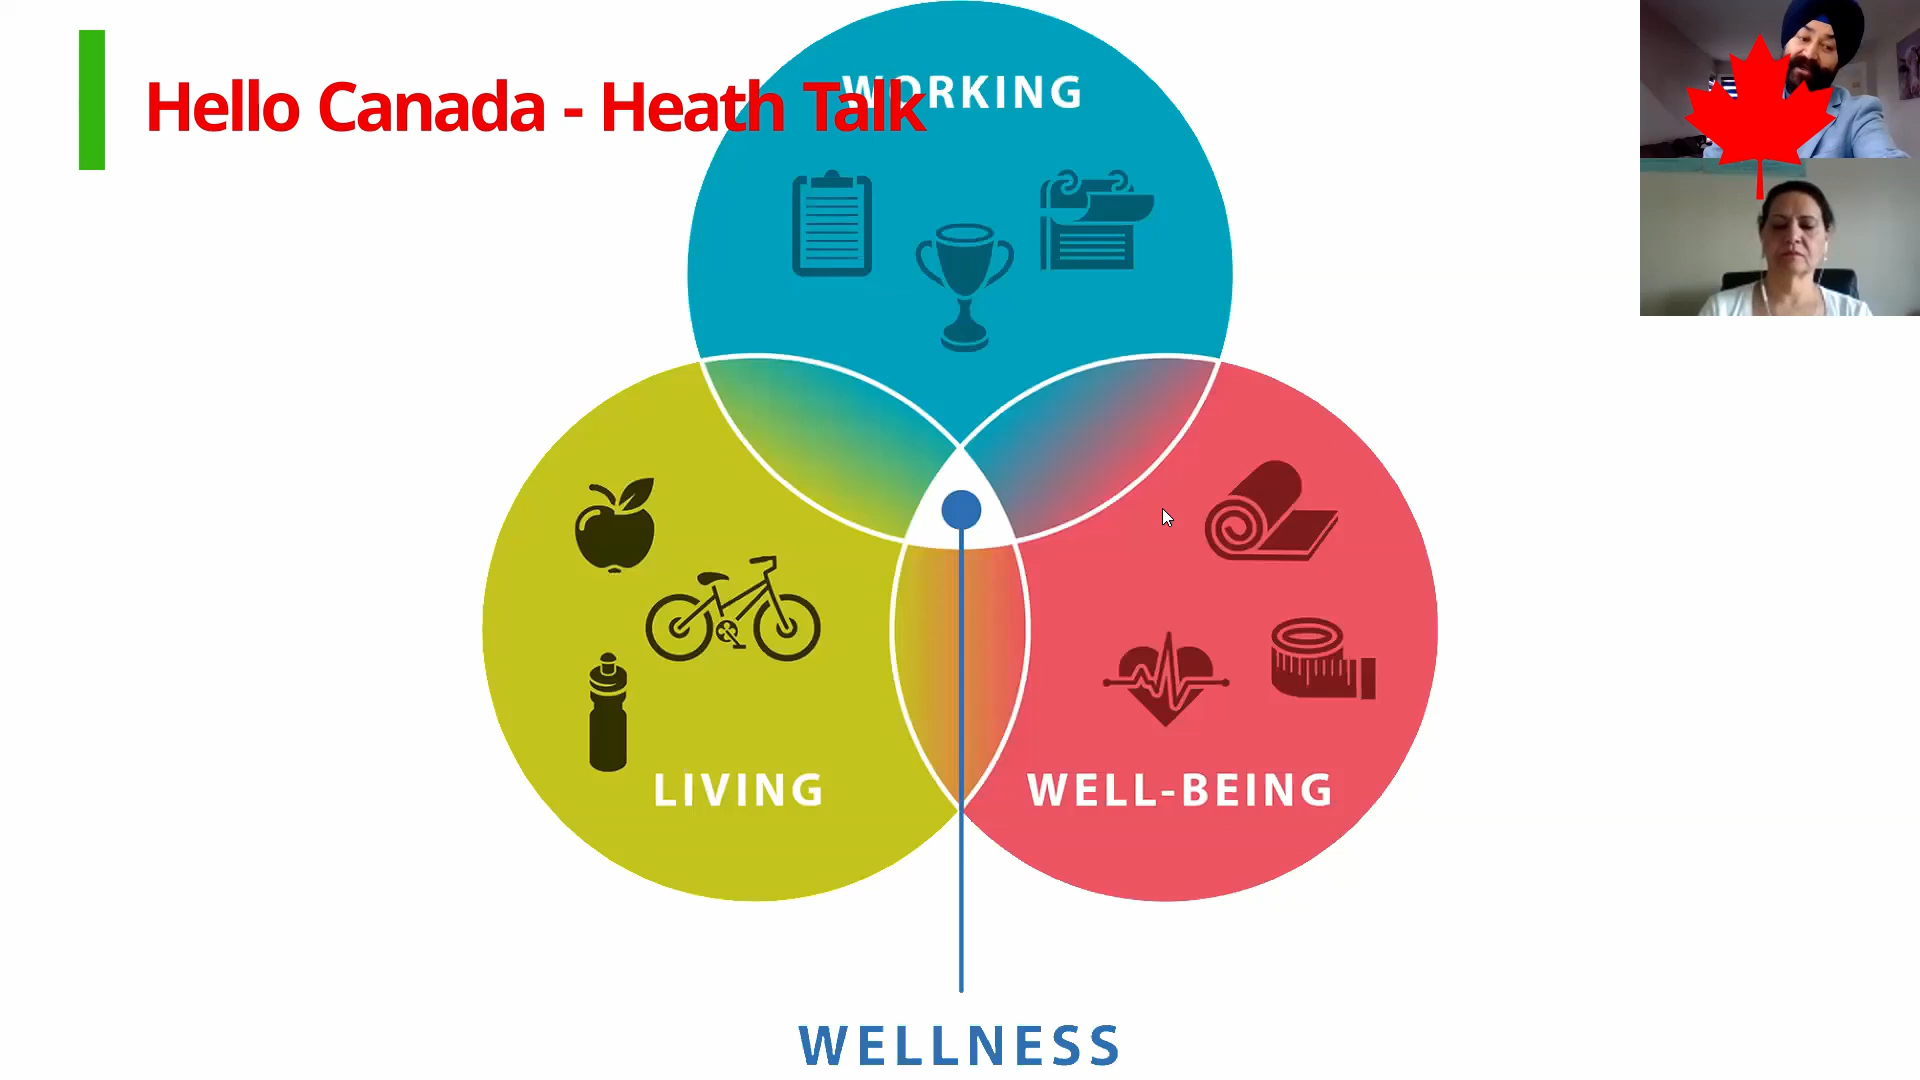 Hello Canada - Heath Talk
WORKING
LIVING
WELL-BEING
WELLNESS